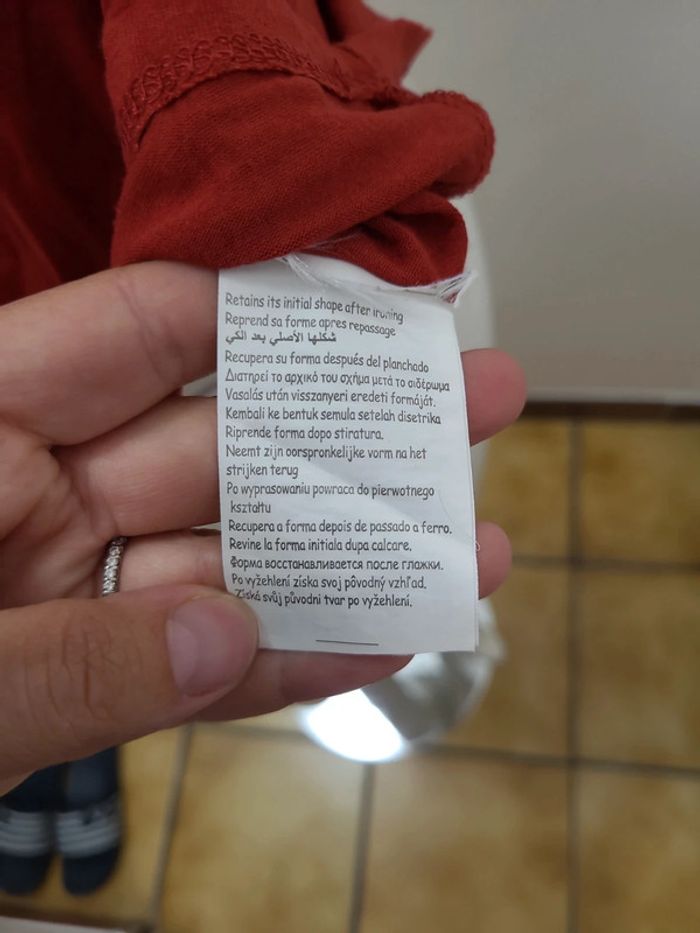 Retains its initial shape after ironing
Reprend sa forme apres repassage
شكلها الأصلي بعد الكي
Recupera su forma después del planchado
Διατηρεί το αρχικό του σχήμα μετά το σιδέρωμα
Vasalás után visszanyeri eredeti formáját.
Kembali ke bentuk semula setelah disetrika
Riprende forma dopo stiratura.
Neemt zijn oorspronkelijke vorm na het
strijken terug
Po wyprasowaniu powraca do pierwotnego
kształtu
Recupera a forma depois de passado a ferro.
Revine la forma initiala dupa calcare.
Форма восстанавливается после глажки.
Po vyžehlení získa svoj pôvodný vzhľad.
Získá svůj původni tvar po vyžehlení.